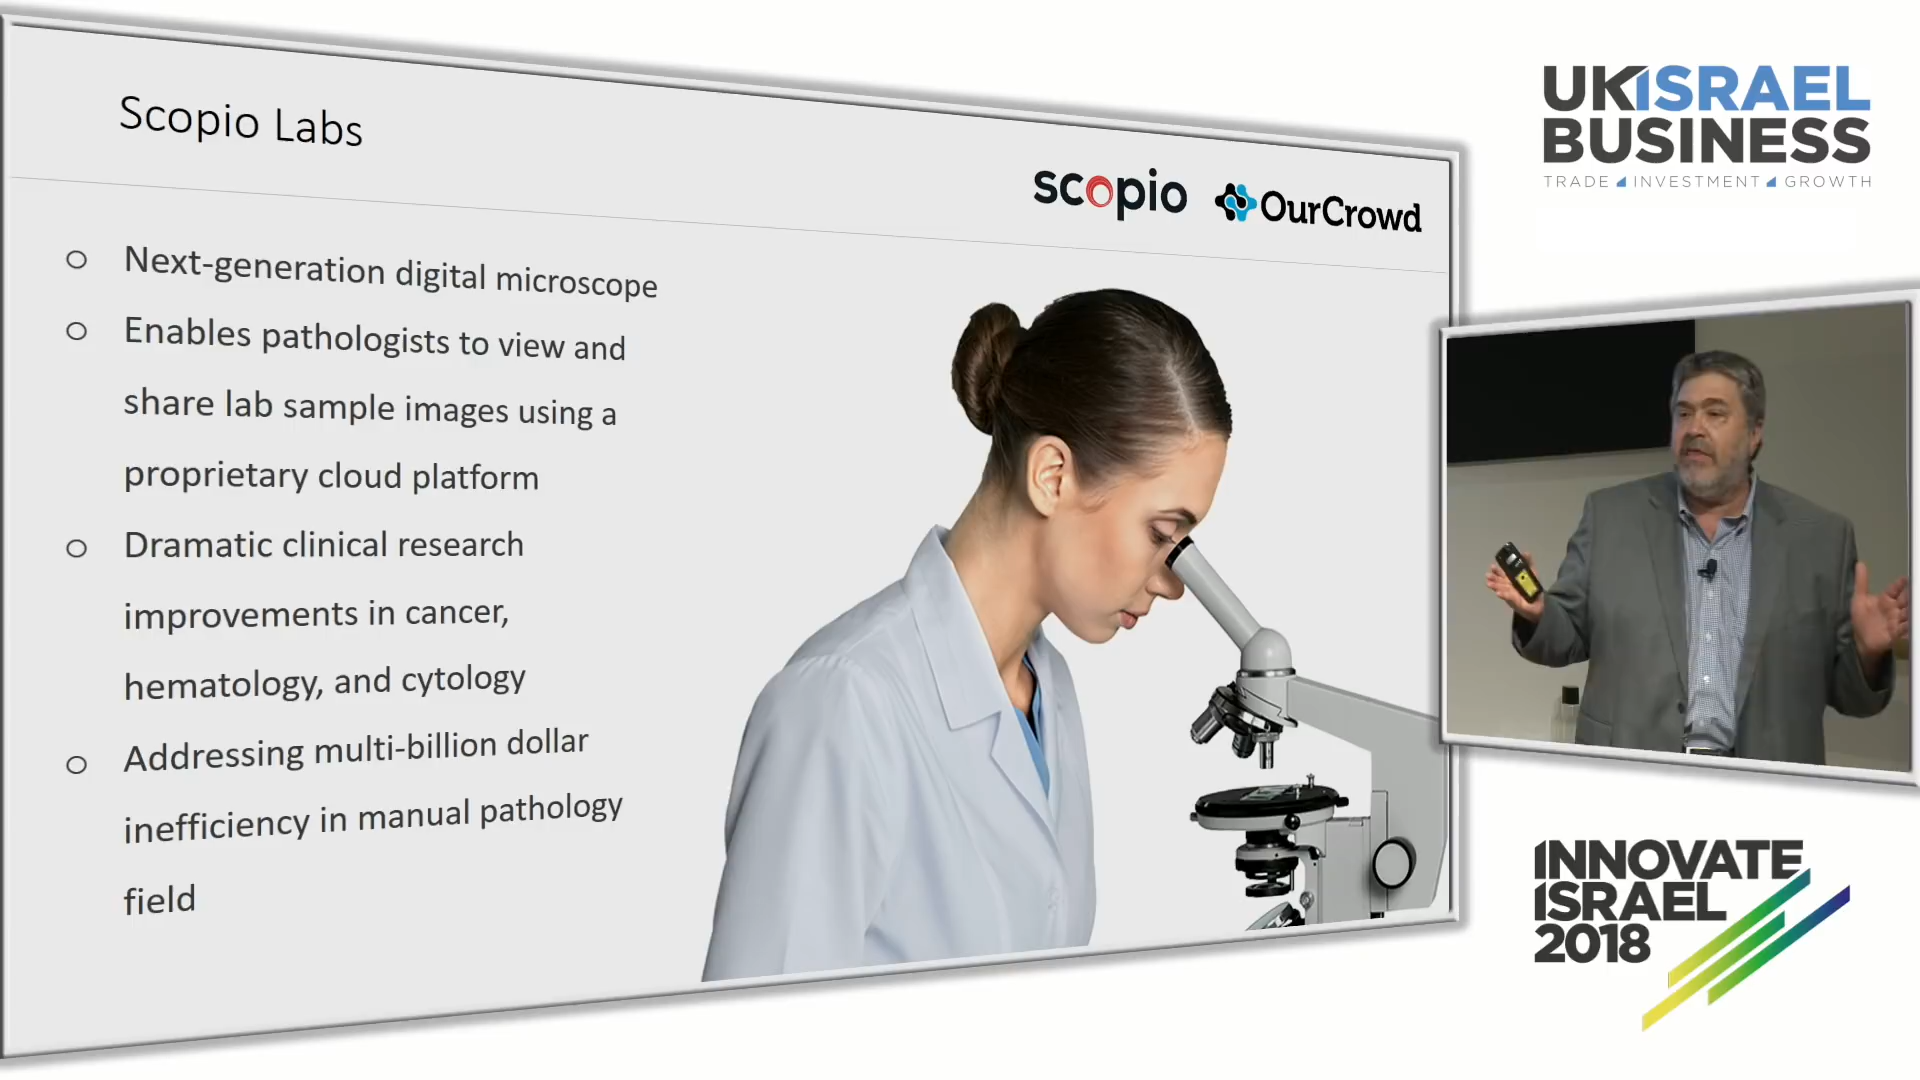 Scopio Labs
scopio
OurCrowd
Next-generation digital microscope
Enables pathologists to view and
share lab sample images using a
proprietary cloud platform
Dramatic clinical research
improvements in cancer,
hematology, and cytology
Addressing multi-billion dollar
inefficiency in manual pathology
field
UKISRAEL
BUSINESS
TRADE INVESTMENT GROWTH
INNOVATE
ISRAEL
2018